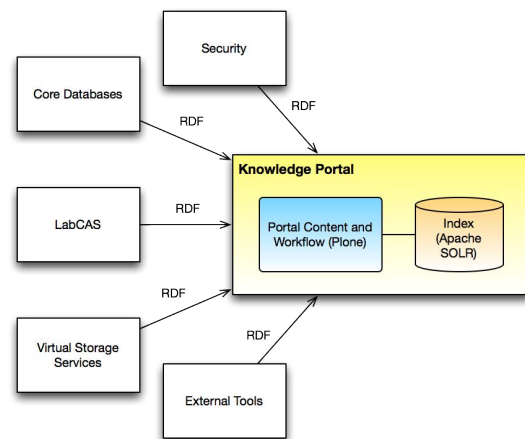 Security
Core Databases
RDF
RDF
Knowledge Portal
LabCAS
RDF
Portal Content and
Workflow (Plone)
Index
(Apache
SOLR)
RDF
Virtual Storage
Services
RDF
External Tools